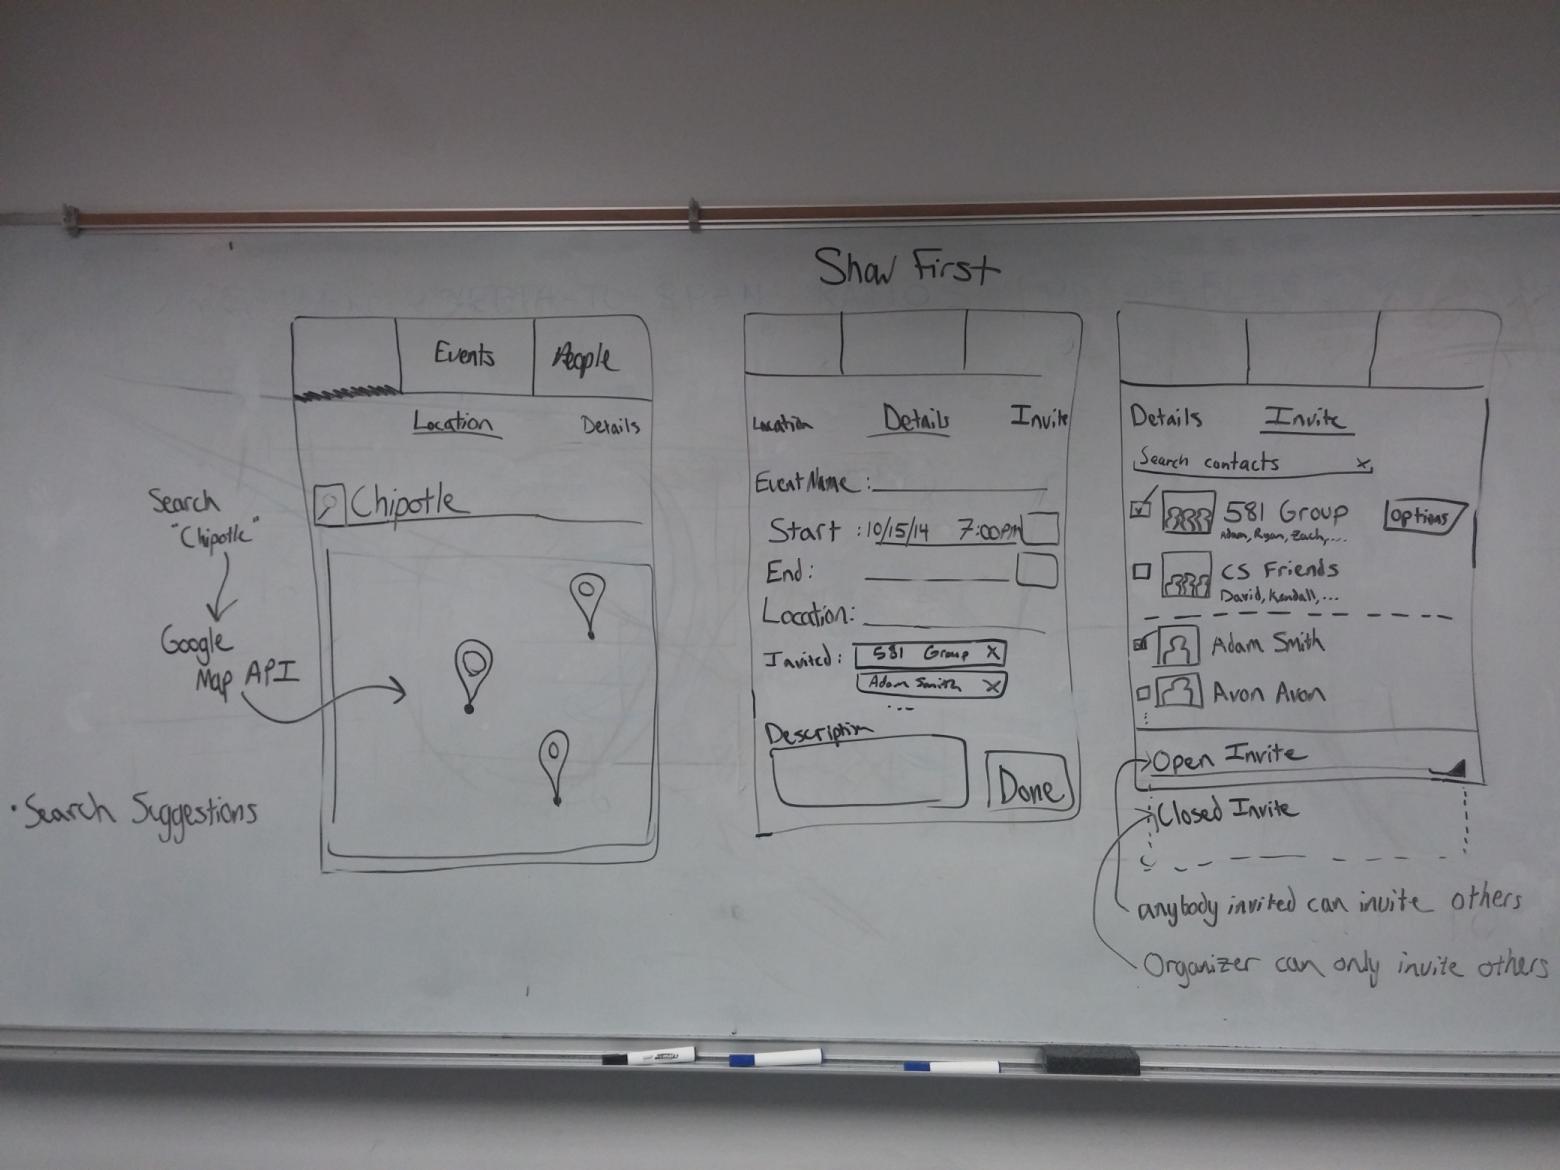 Show First
Events
People
Location
Details
Chipotle
Search
"Chipotle"
Google
Map API
· Search Suggestions
Location
Details
Invite
Event Name:
Start : 10/15/14 7:00pm
End:
Location:
Invited: 581 Group X
Adam Smith X
...
Description
Done
Details
Invite
Search contacts X
581 Group
Adam, Ryan, Zach,...
Options
CS Friends
David, Kendall, ...
Adam Smith
Avon Avon
Open Invite
Closed Invite
anybody invited can invite others
Organizer can only invite others